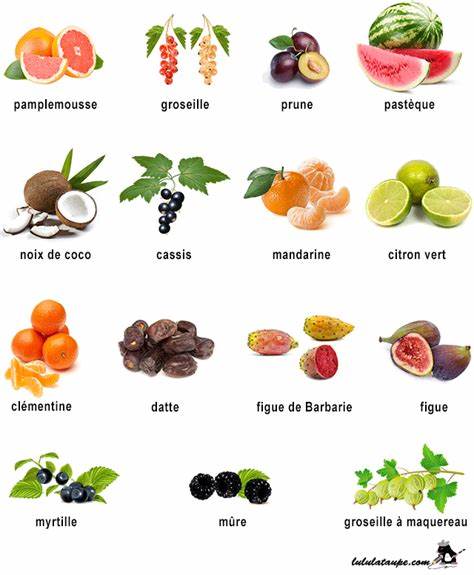 pamplemousse groseille prune pastèque
noix de coco cassis mandarine citron vert
clémentine datte figue de Barbarie figue
myrtille mûre groseille à maquereau
lululataupe.com